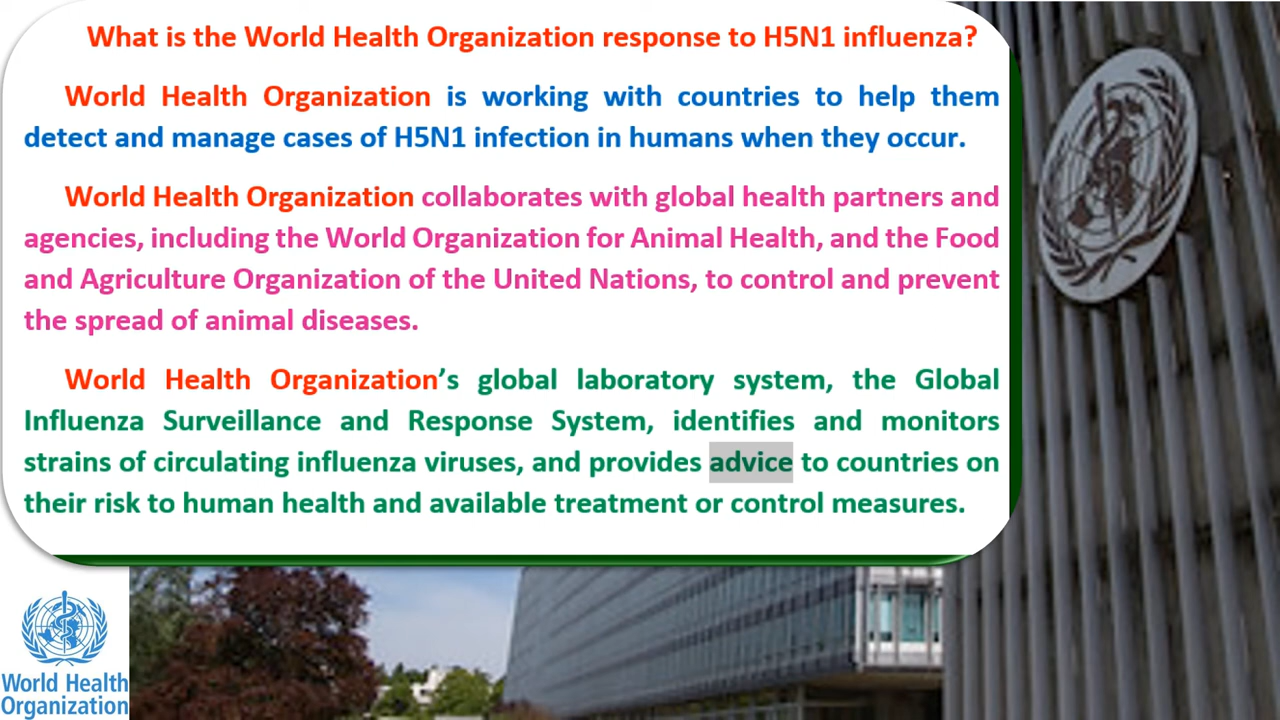 What is the World Health Organization response to H5N1 influenza?
World Health Organization is working with countries to help them
detect and manage cases of H5N1 infection in humans when they occur.
World Health Organization collaborates with global health partners and
agencies, including the World Organization for Animal Health, and the Food
and Agriculture Organization of the United Nations, to control and prevent
the spread of animal diseases.
World Health Organization’s global laboratory system, the Global
Influenza Surveillance and Response System, identifies and monitors
strains of circulating influenza viruses, and provides advice to countries on
their risk to human health and available treatment or control measures.
World Health
Organization